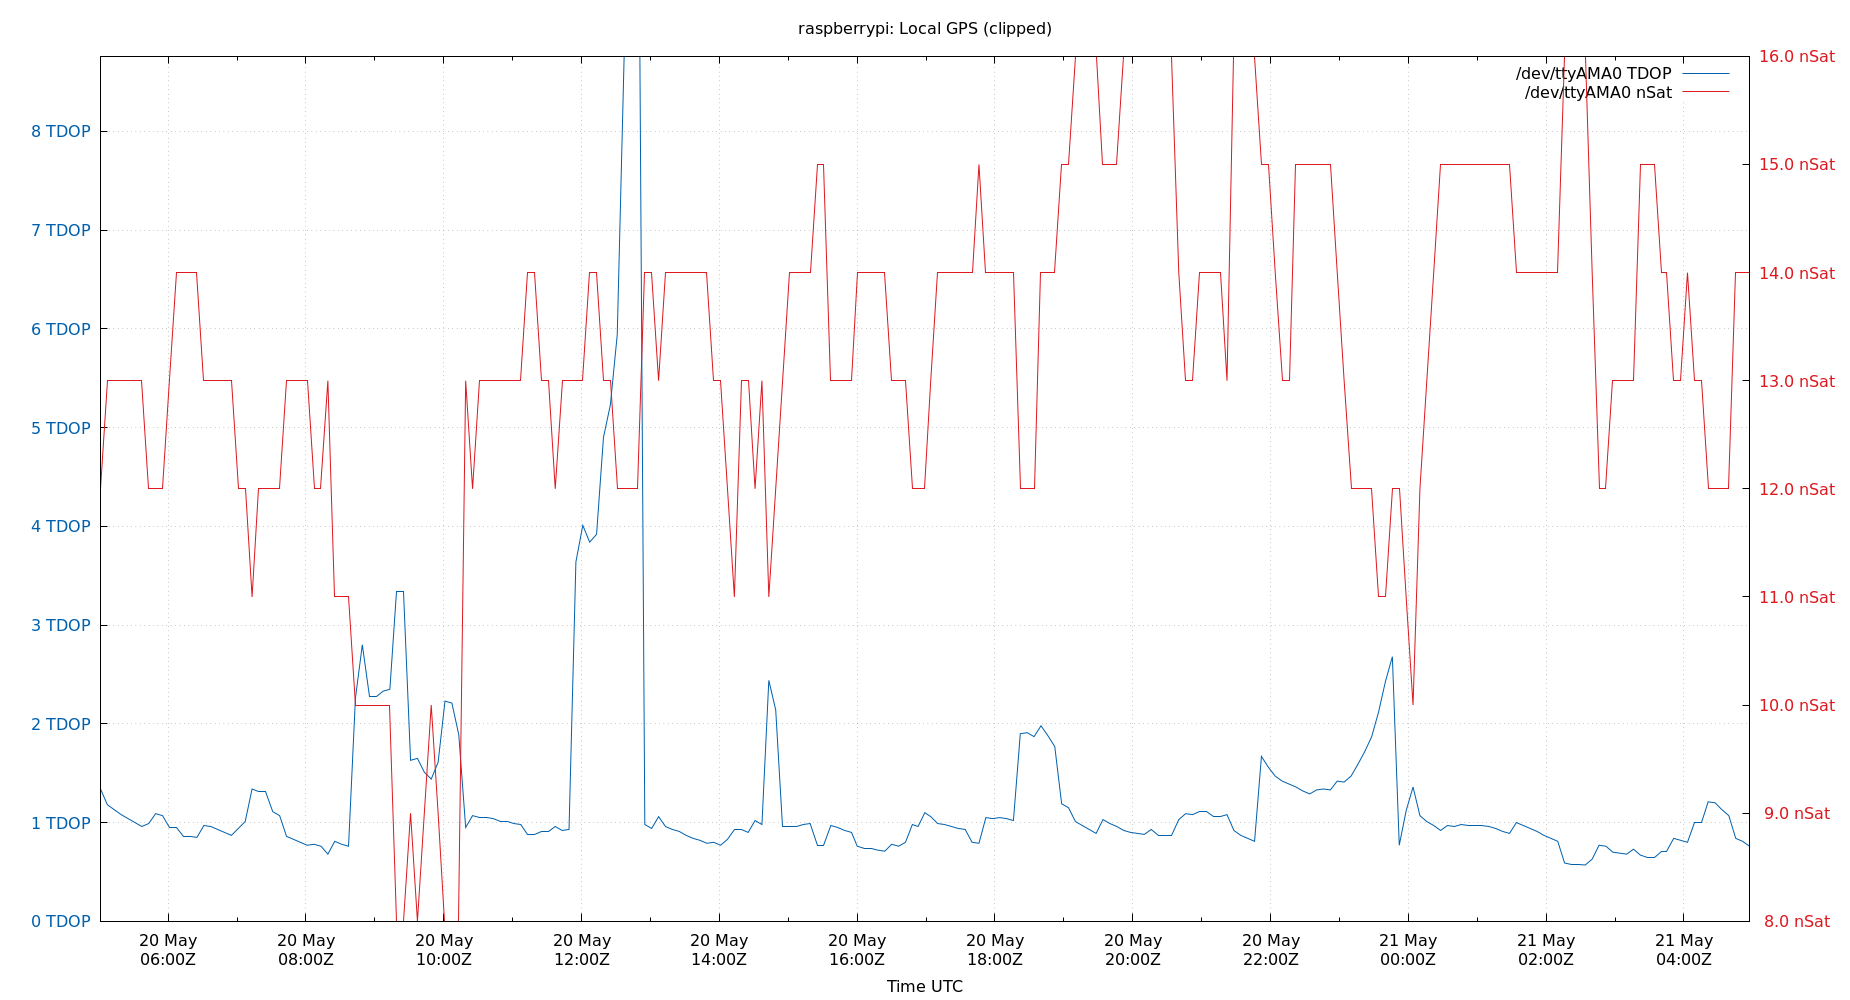 raspberrypi: Local GPS (clipped)
/dev/ttyAMA0 TDOP
/dev/ttyAMA0 nSat
8 TDOP
7 TDOP
6 TDOP
5 TDOP
4 TDOP
3 TDOP
2 TDOP
1 TDOP
0 TDOP
16.0 nSat
15.0 nSat
14.0 nSat
13.0 nSat
12.0 nSat
11.0 nSat
10.0 nSat
9.0 nSat
8.0 nSat
20 May
06:00Z
20 May
08:00Z
20 May
10:00Z
20 May
12:00Z
20 May
14:00Z
20 May
16:00Z
20 May
18:00Z
20 May
20:00Z
20 May
22:00Z
21 May
00:00Z
21 May
02:00Z
21 May
04:00Z
Time UTC